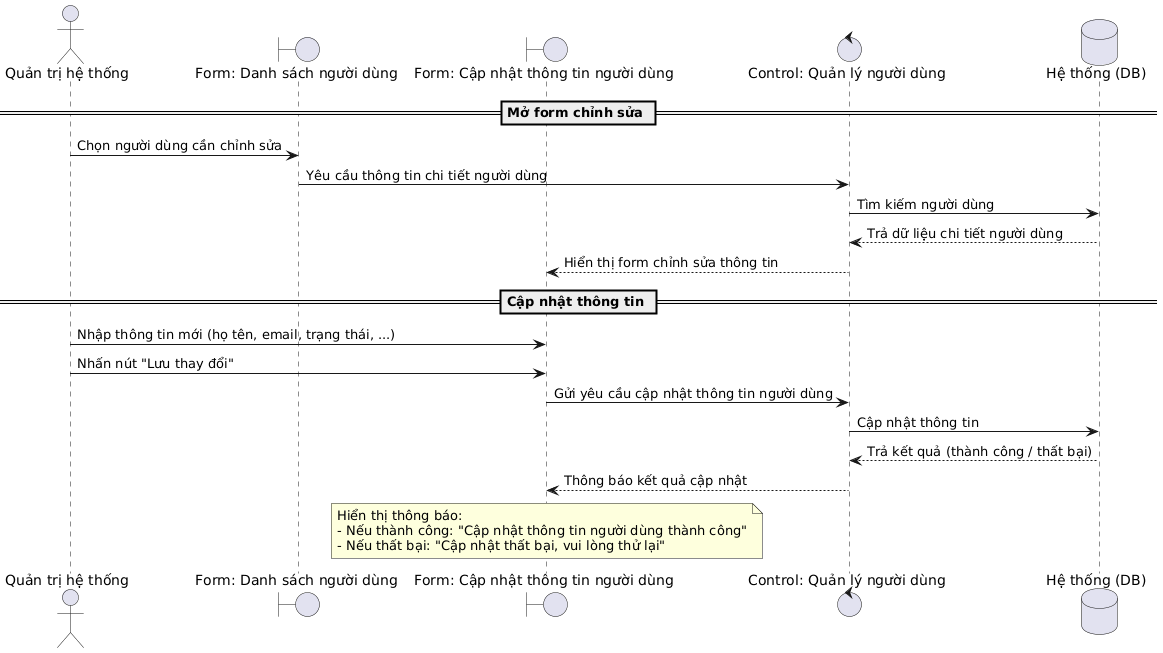 Quản trị hệ thống
Form: Danh sách người dùng
Form: Cập nhật thông tin người dùng
Control: Quản lý người dùng
Hệ thống (DB)
Mở form chỉnh sửa
Chọn người dùng cần chỉnh sửa
Yêu cầu thông tin chi tiết người dùng
Tìm kiếm người dùng
Trả dữ liệu chi tiết người dùng
Hiển thị form chỉnh sửa thông tin
Cập nhật thông tin
Nhập thông tin mới (họ tên, email, trạng thái, ...)
Nhấn nút "Lưu thay đổi"
Gửi yêu cầu cập nhật thông tin người dùng
Cập nhật thông tin
Trả kết quả (thành công / thất bại)
Thông báo kết quả cập nhật
Hiển thị thông báo:
- Nếu thành công: "Cập nhật thông tin người dùng thành công"
- Nếu thất bại: "Cập nhật thất bại, vui lòng thử lại"
Quản trị hệ thống
Form: Danh sách người dùng
Form: Cập nhật thông tin người dùng
Control: Quản lý người dùng
Hệ thống (DB)